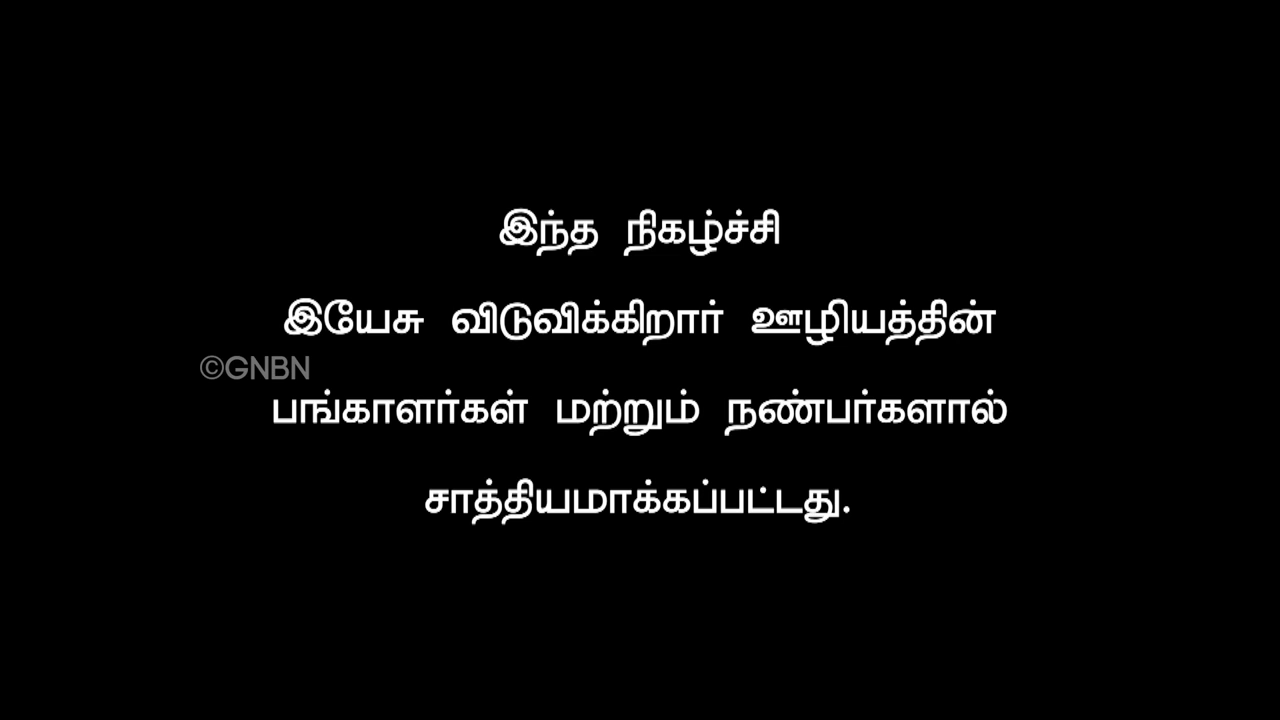 இந்த நிகழ்ச்சி
இயேசு விடுவிக்கிறார் ஊழியத்தின்
©GNBN
பங்காளர்கள் மற்றும் நண்பர்களால்
சாத்தியமாக்கப்பட்டது.